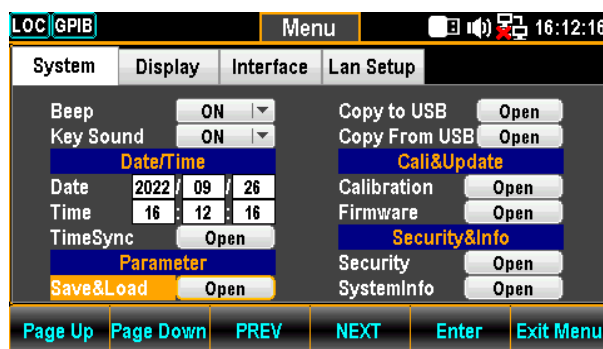 LOC GPIB Menu 16:12:16
System Display Interface Lan Setup
Beep ON Copy to USB Open
Key Sound ON Copy From USB Open
Date/Time Cali&Update
Date 2022 / 09 / 26 Calibration Open
Time 16 : 12 : 16 Firmware Open
TimeSync Open Security&Info
Parameter Security Open
Save&Load Open SystemInfo Open
Page Up Page Down PREV NEXT Enter Exit Menu